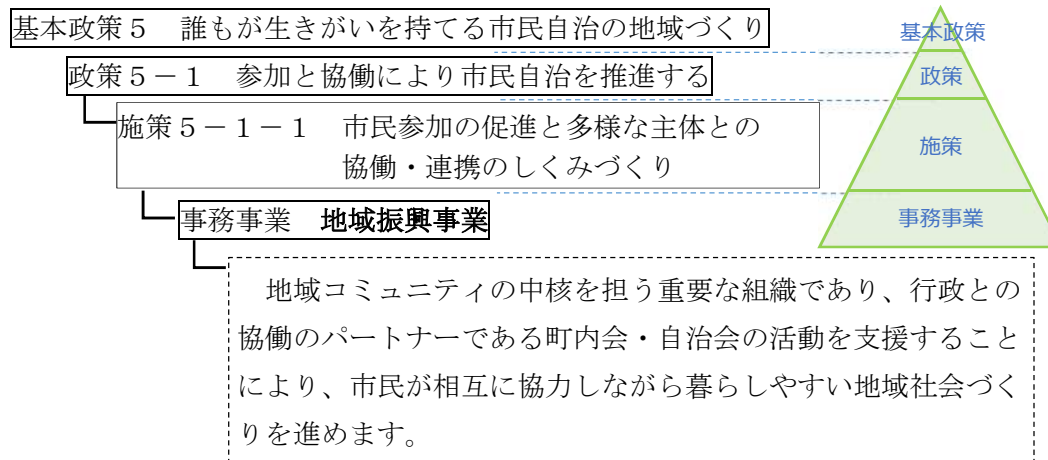 基本政策５　誰もが生きがいを持てる市民自治の地域づくり
政策５－１　参加と協働により市民自治を推進する
施策５－１－１　市民参加の促進と多様な主体との
協働・連携のしくみづくり
事務事業　地域振興事業
地域コミュニティの中核を担う重要な組織であり、行政との
協働のパートナーである町内会・自治会の活動を支援すること
により、市民が相互に協力しながら暮らしやすい地域社会づく
りを進めます。
基本政策
政策
施策
事務事業